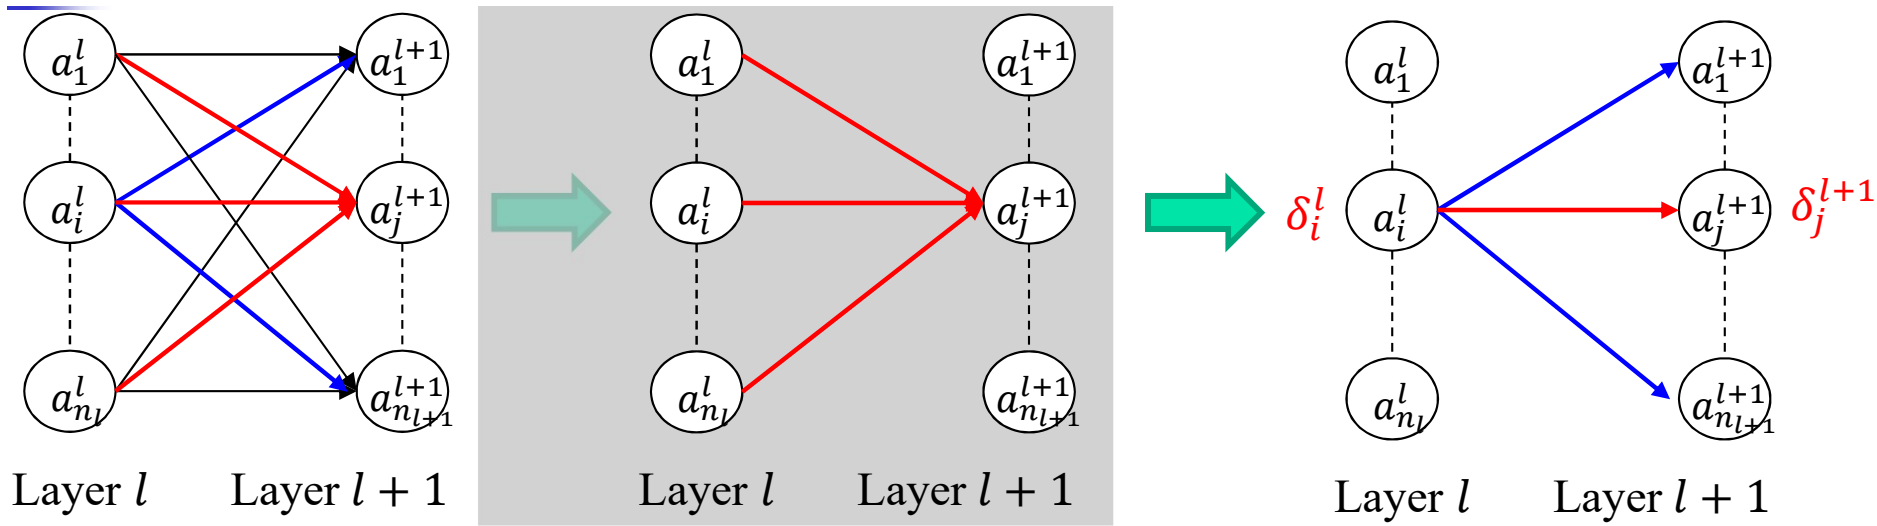 a_1^l a_1^{l+1} a_1^l a_1^{l+1} a_1^l a_1^{l+1}
a_i^l a_j^{l+1} a_i^l a_j^{l+1} δ_i^l a_i^l a_j^{l+1} δ_j^{l+1}
a_{n_l}^l a_{n_{l+1}}^{l+1} a_{n_l}^l a_{n_{l+1}}^{l+1} a_{n_l}^l a_{n_{l+1}}^{l+1}
Layer l Layer l + 1 Layer l Layer l + 1 Layer l Layer l + 1